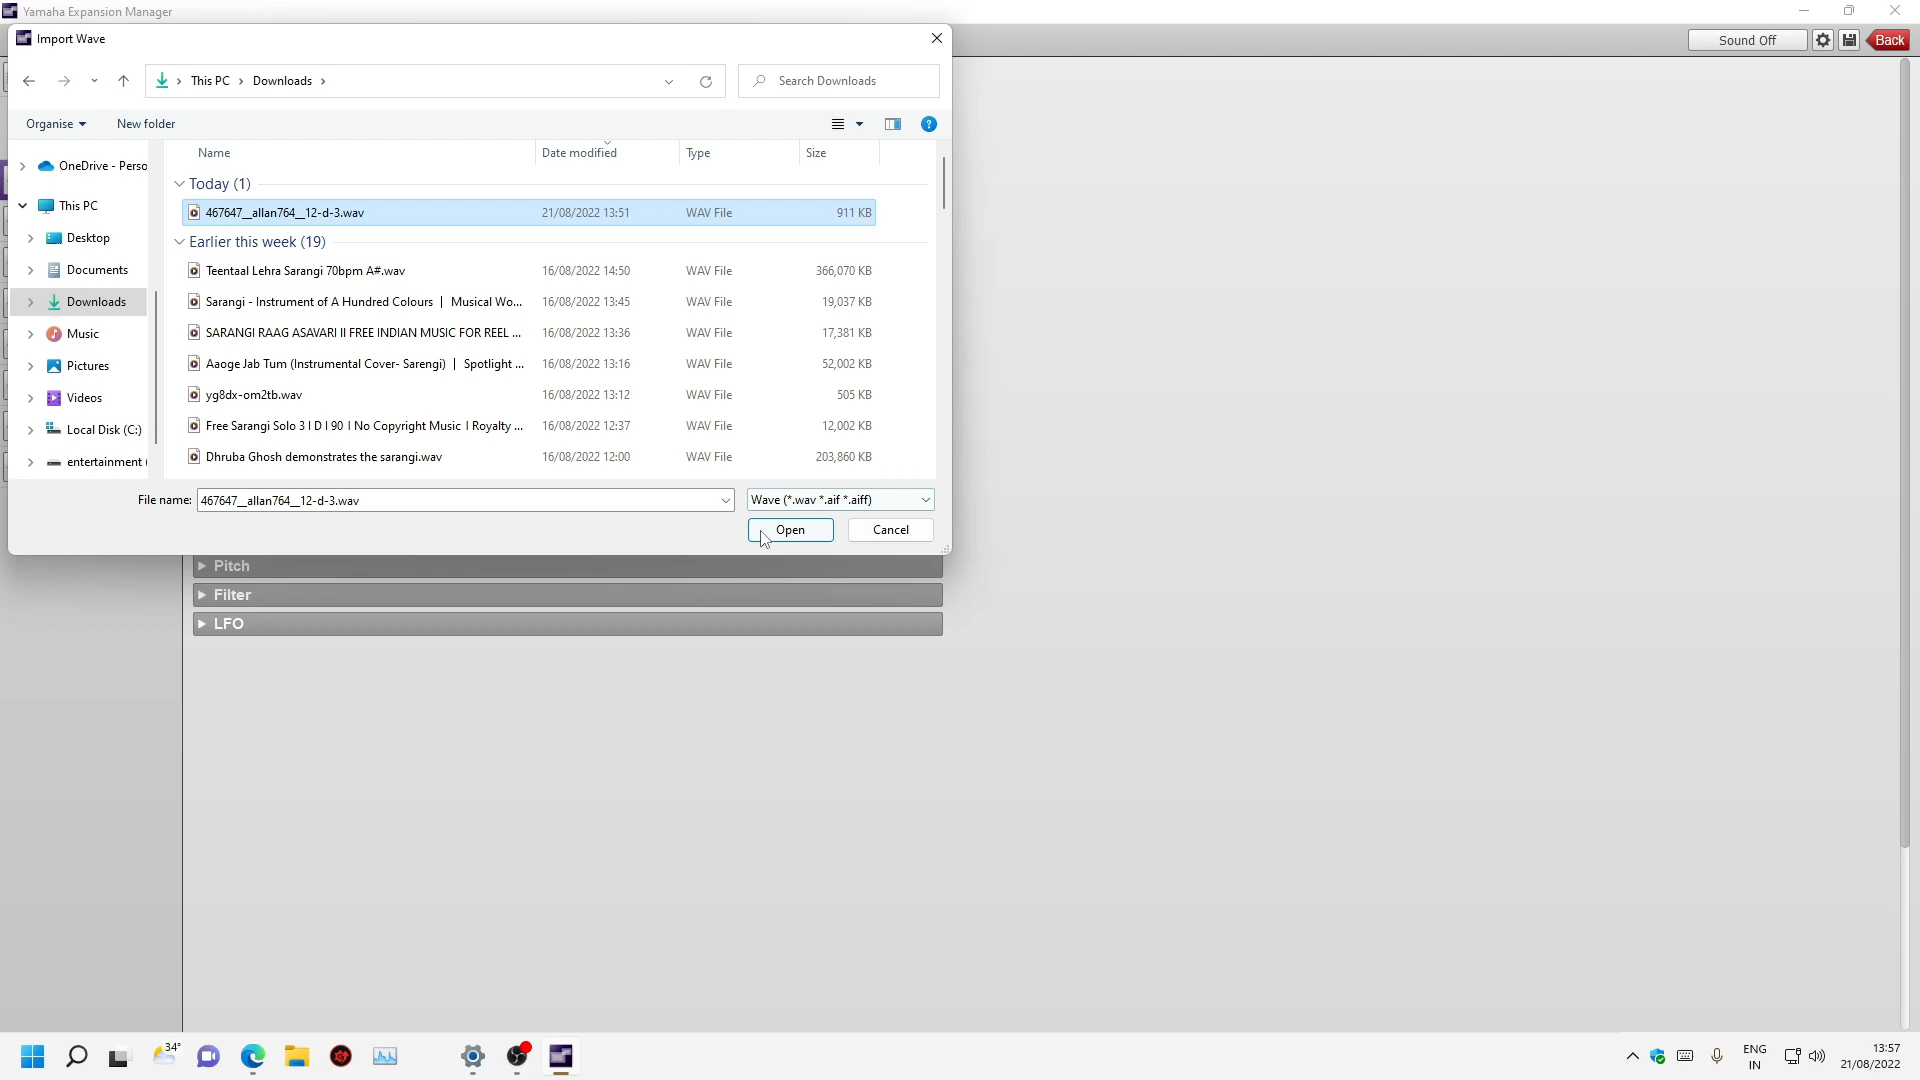 Yamaha Expansion Manager
Import Wave
Sound Off
Back
This PC
Downloads
Search Downloads
Organise
New folder
Name
Date modified
Type
Size
OneDrive - Perso
This PC
Desktop
Documents
Downloads
Music
Pictures
Videos
Local Disk (C:)
entertainment (
Today (1)
467647__allan764__12-d-3.wav 21/08/2022 13:51 WAV File 911 KB
Earlier this week (19)
Teentaal Lehra Sarangi 70bpm A#.wav 16/08/2022 14:50 WAV File 366,070 KB
Sarangi - Instrument of A Hundred Colours | Musical Wo... 16/08/2022 13:45 WAV File 19,037 KB
SARANGI RAAG ASAVARI II FREE INDIAN MUSIC FOR REEL ... 16/08/2022 13:36 WAV File 17,381 KB
Aaoge Jab Tum (Instrumental Cover- Sarengi) | Spotlight ... 16/08/2022 13:16 WAV File 52,002 KB
yg8dx-om2tb.wav 16/08/2022 13:12 WAV File 505 KB
Free Sarangi Solo 3 I D I 90 I No Copyright Music I Royalty ... 16/08/2022 12:37 WAV File 12,002 KB
Dhruba Ghosh demonstrates the sarangi.wav 16/08/2022 12:00 WAV File 203,860 KB
File name: 467647__allan764__12-d-3.wav
Wave (*.wav *.aif *.aiff)
Open
Cancel
Pitch
Filter
LFO
34°
ENG
IN
13:57
21/08/2022